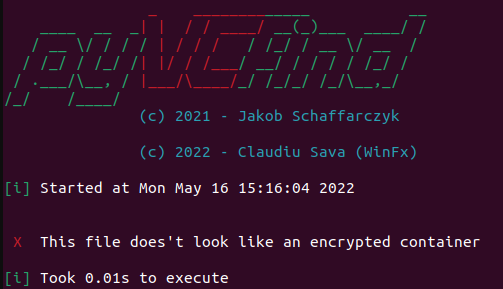 pyVCfind
(c) 2021 - Jakob Schaffarczyk
(c) 2022 - Claudiu Sava (WinFx)
[i] Started at Mon May 16 15:16:04 2022
X This file does't look like an encrypted container
[i] Took 0.01s to execute